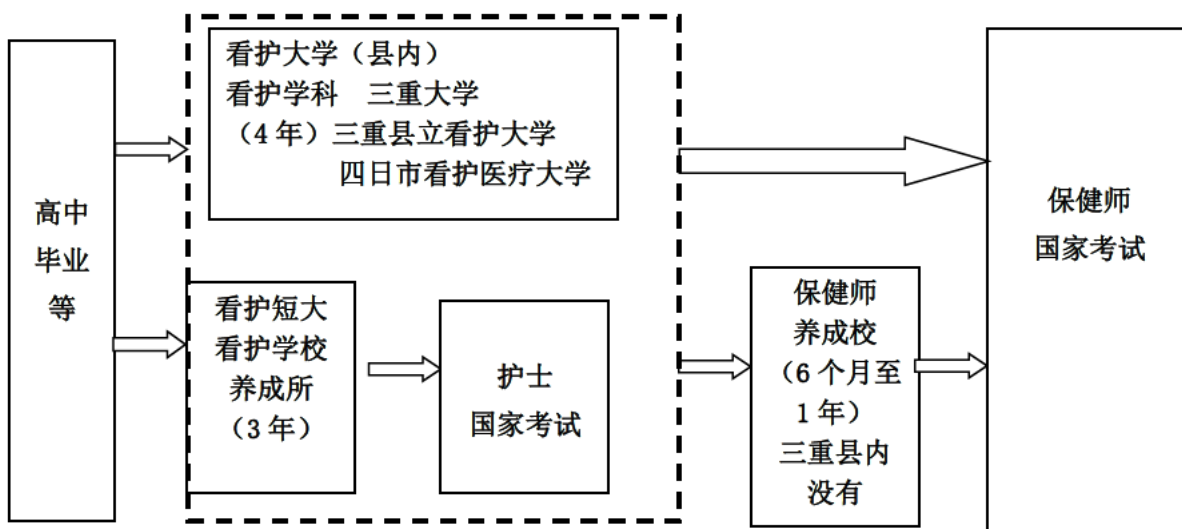 高中
毕业
等
看护大学（县内）
看护学科　三重大学
（4 年）三重县立看护大学
四日市看护医疗大学
看护短大
看护学校
养成所
（3 年）
护士
国家考试
保健师
养成校
（6 个月至
1 年）
三重县内
没有
保健师
国家考试